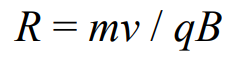 R = mv / qB